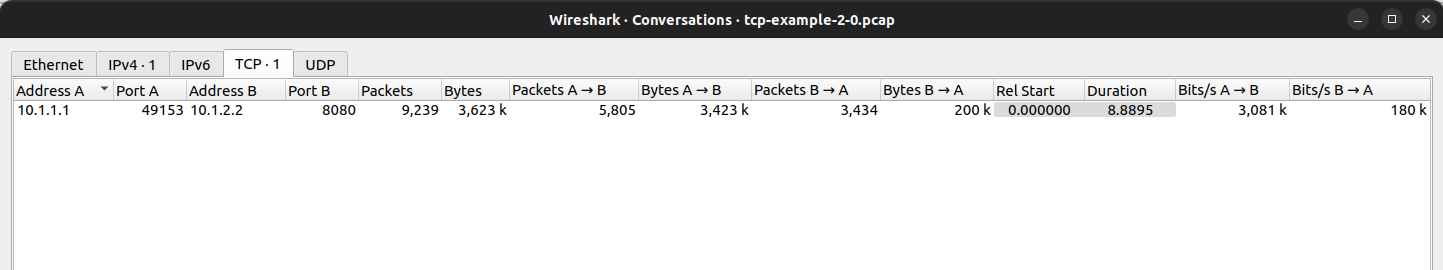 Wireshark · Conversations · tcp-example-2-0.pcap
Ethernet IPv4 · 1 IPv6 TCP · 1 UDP
Address A Port A Address B Port B Packets Bytes Packets A → B Bytes A → B Packets B → A Bytes B → A Rel Start Duration Bits/s A → B Bits/s B → A
10.1.1.1 49153 10.1.2.2 8080 9,239 3,623 k 5,805 3,423 k 3,434 200 k 0.000000 8.8895 3,081 k 180 k